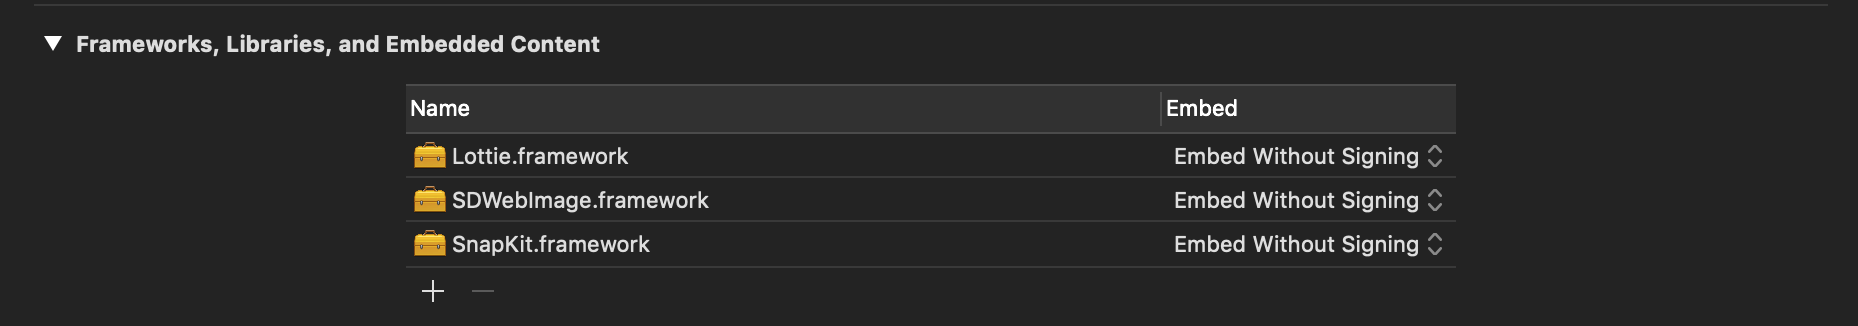 Frameworks, Libraries, and Embedded Content
Name Embed
Lottie.framework Embed Without Signing
SDWebImage.framework Embed Without Signing
SnapKit.framework Embed Without Signing